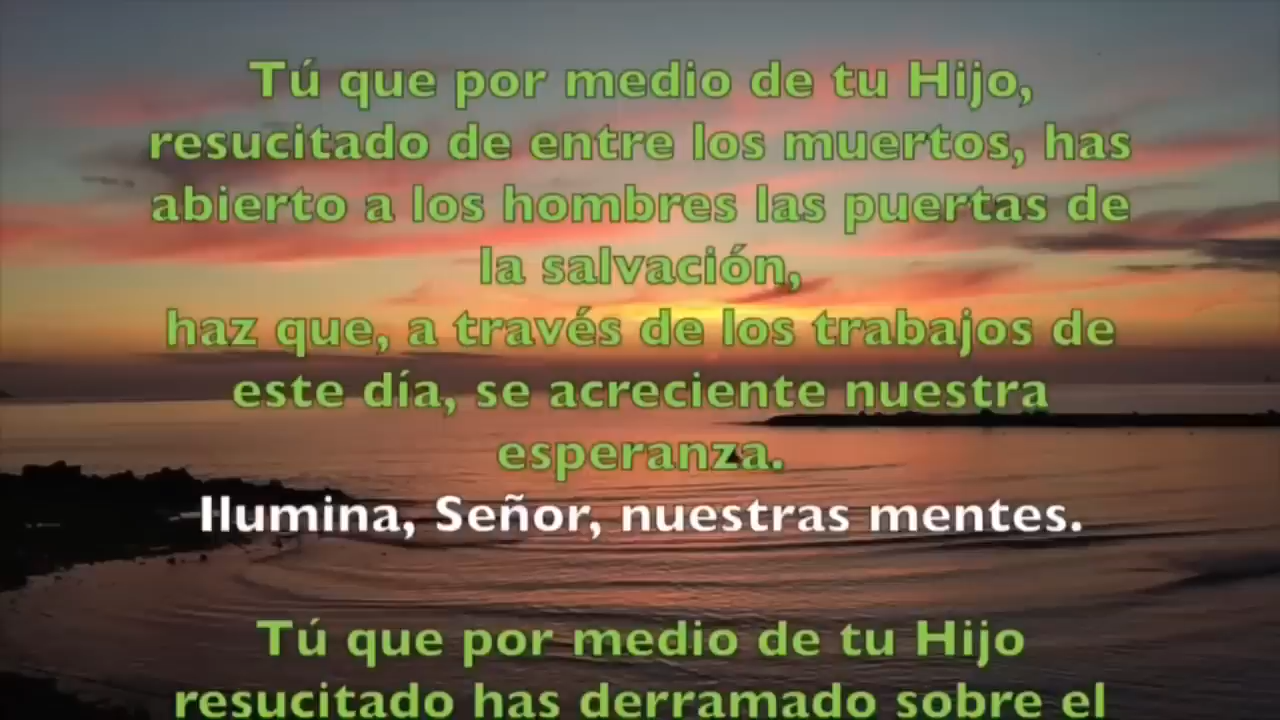 Tú que por medio de tu Hijo,
resucitado de entre los muertos, has
abierto a los hombres las puertas de
la salvación,
haz que, a través de los trabajos de
este día, se acreciente nuestra
esperanza.
Ilumina, Señor, nuestras mentes.
Tú que por medio de tu Hijo
resucitado has derramado sobre el